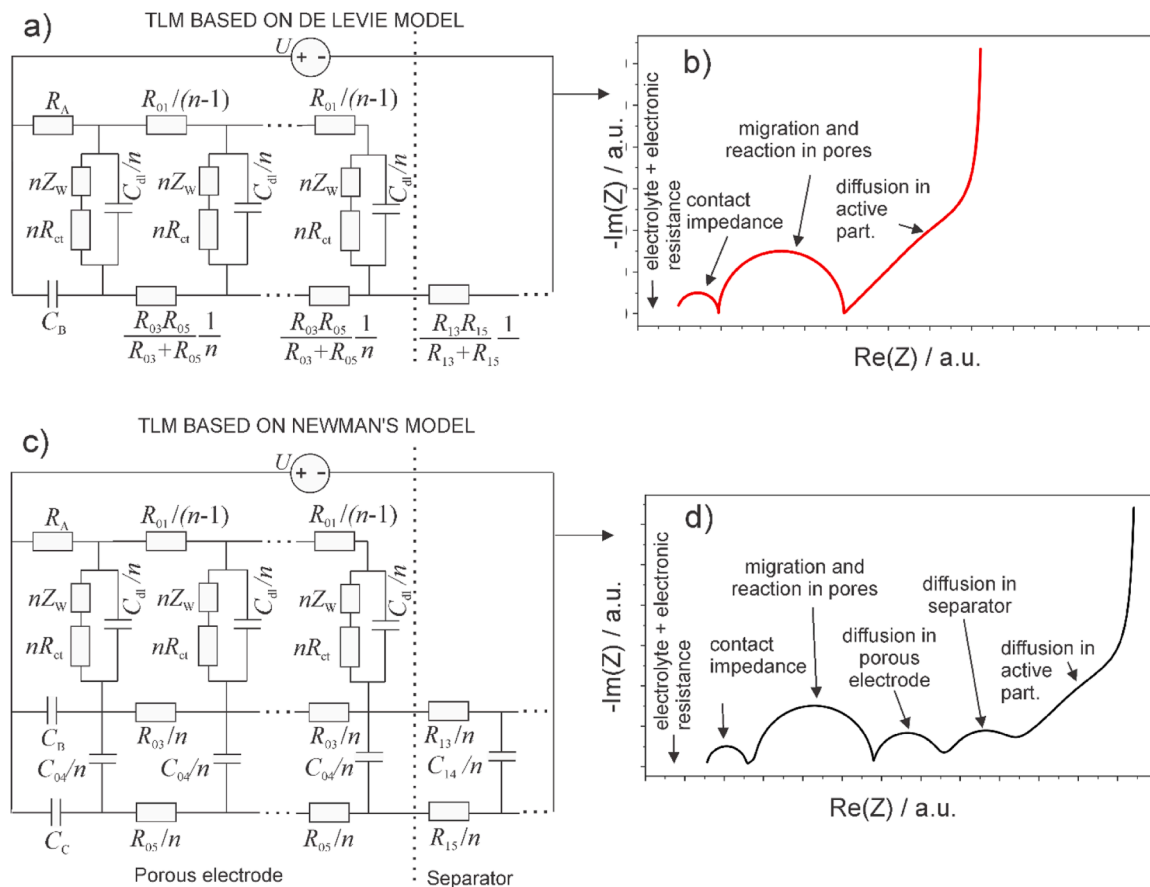 a)
TLM BASED ON DE LEVIE MODEL
U
+ -
R_A
R_01/(n-1)
R_01/(n-1)
nZ_W
C_dl/n
nZ_W
C_dl/n
nZ_W
C_dl/n
nR_ct
nR_ct
nR_ct
C_B
R_03R_05/(R_03+R_05) 1/n
R_03R_05/(R_03+R_05) 1/n
R_13R_15/(R_13+R_15) 1/n
b)
-Im(Z) / a.u.
electrolyte + electronic
resistance
contact
impedance
migration and
reaction in pores
diffusion in
active
part.
Re(Z) / a.u.
c)
TLM BASED ON NEWMAN'S MODEL
U
+ -
R_A
R_01/(n-1)
R_01/(n-1)
nZ_W
C_dl/n
nZ_W
C_dl/n
nZ_W
C_dl/n
nR_ct
nR_ct
nR_ct
C_B
R_03/n
R_03/n
R_13/n
C_04/n
C_04/n
C_04/n
C_14/n
C_C
R_05/n
R_05/n
R_15/n
Porous electrode
Separator
d)
-Im(Z) / a.u.
electrolyte + electronic
resistance
contact
impedance
migration and
reaction in pores
diffusion in
porous
electrode
diffusion in
separator
diffusion in
active
part.
Re(Z) / a.u.